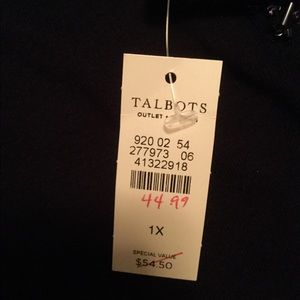 TALBOTS
OUTLET
920 02 54
277973 06
41322918
44 99
1X
SPECIAL VALUE
$54.50